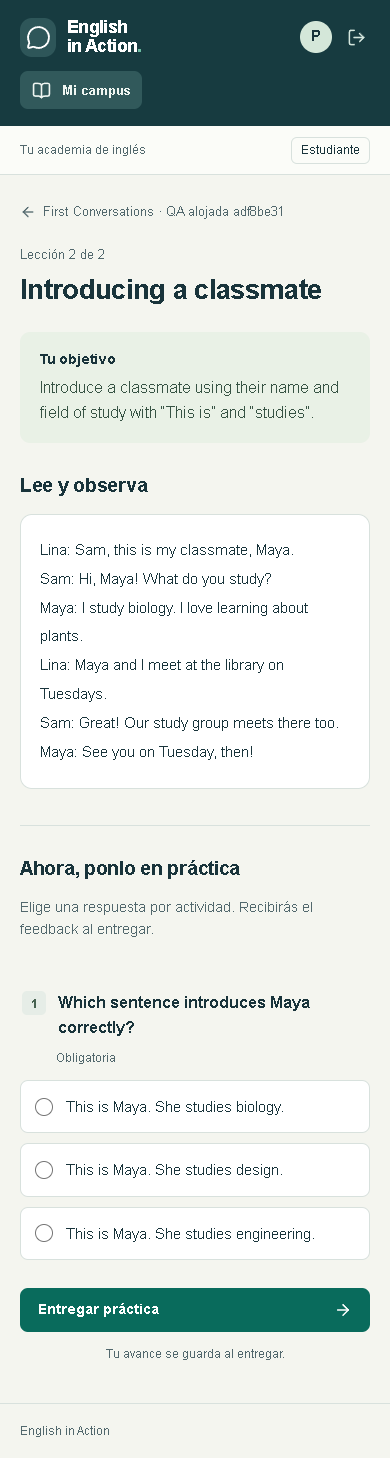 English
in Action.
P
Mi campus
Tu academia de inglés
Estudiante
First Conversations · QA alojada adf8be31
Lección 2 de 2
Introducing a classmate
Tu objetivo
Introduce a classmate using their name and
field of study with “This is” and “studies”.
Lee y observa
Lina: Sam, this is my classmate, Maya.
Sam: Hi, Maya! What do you study?
Maya: I study biology. I love learning about
plants.
Lina: Maya and I meet at the library on
Tuesdays.
Sam: Great! Our study group meets there too.
Maya: See you on Tuesday, then!
Ahora, ponlo en práctica
Elige una respuesta por actividad. Recibirás el
feedback al entregar.
1
Which sentence introduces Maya
correctly?
Obligatoria
This is Maya. She studies biology.
This is Maya. She studies design.
This is Maya. She studies engineering.
Entregar práctica
Tu avance se guarda al entregar.
English in Action